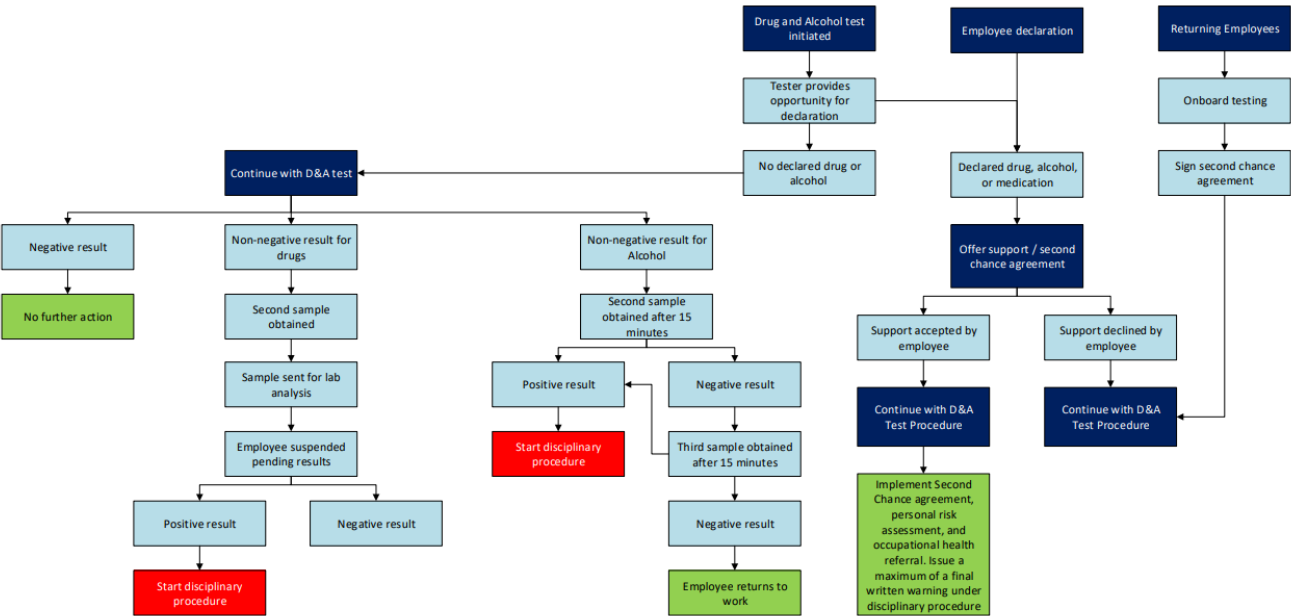 Drug and Alcohol test
initiated
Employee declaration
Returning Employees
Tester provides
opportunity for
declaration
Onboard testing
No declared drug or
alcohol
Declared drug, alcohol,
or medication
Sign second chance
agreement
Continue with D&A test
Negative result
Non-negative result for
drugs
Non-negative result for
Alcohol
Offer support / second
chance agreement
No further action
Second sample
obtained
Second sample
obtained after 15
minutes
Support accepted by
employee
Support declined by
employee
Sample sent for lab
analysis
Positive result
Negative result
Continue with D&A
Test Procedure
Continue with D&A
Test Procedure
Employee suspended
pending results
Start disciplinary
procedure
Third sample obtained
after 15 minutes
Positive result
Negative result
Negative result
Implement Second
Chance agreement,
personal risk
assessment, and
occupational health
referral. Issue a
maximum of a final
written warning under
disciplinary procedure
Start disciplinary
procedure
Employee returns to
work